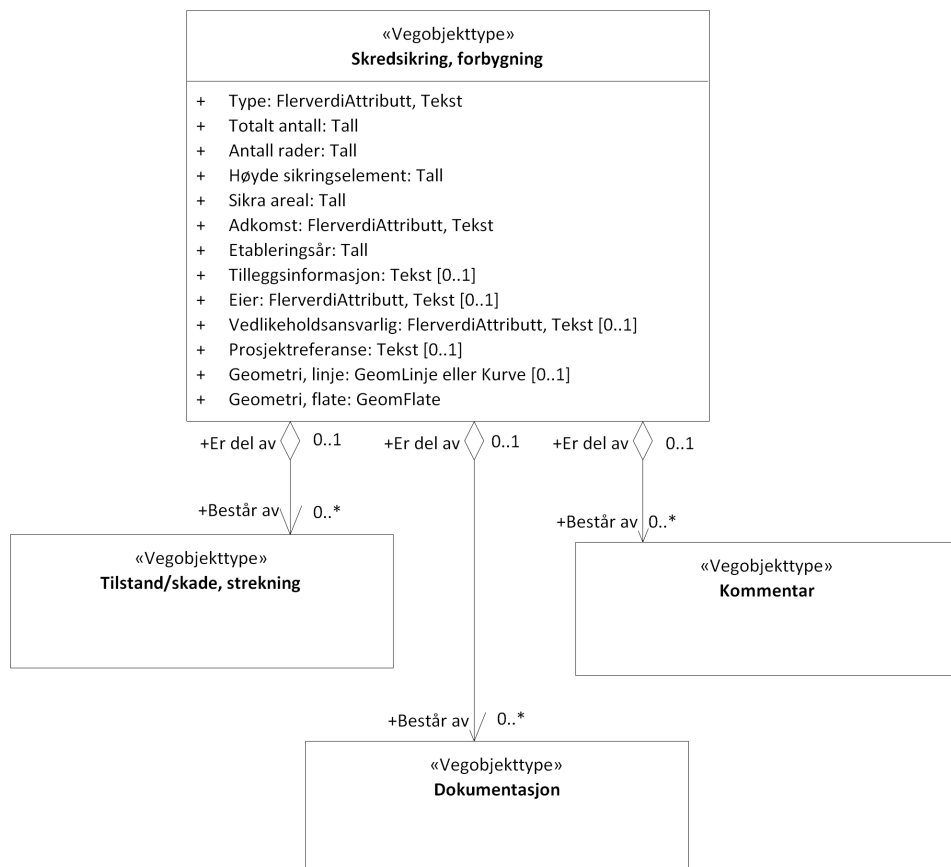 «Vegobjekttype»
Skredsikring, forbygning
+ Type: FlerverdiAttributt, Tekst
+ Totalt antall: Tall
+ Antall rader: Tall
+ Høyde sikringselement: Tall
+ Sikra areal: Tall
+ Adkomst: FlerverdiAttributt, Tekst
+ Etableringsår: Tall
+ Tilleggsinformasjon: Tekst [0..1]
+ Eier: FlerverdiAttributt, Tekst [0..1]
+ Vedlikeholdsansvarlig: FlerverdiAttributt, Tekst [0..1]
+ Prosjektreferanse: Tekst [0..1]
+ Geometri, linje: GeomLinje eller Kurve [0..1]
+ Geometri, flate: GeomFlate
+Er del av 0..1 +Er del av 0..1 +Er del av 0..1
+Består av 0..* +Består av 0..*
«Vegobjekttype»
Tilstand/skade, strekning
«Vegobjekttype»
Kommentar
+Består av 0..*
«Vegobjekttype»
Dokumentasjon